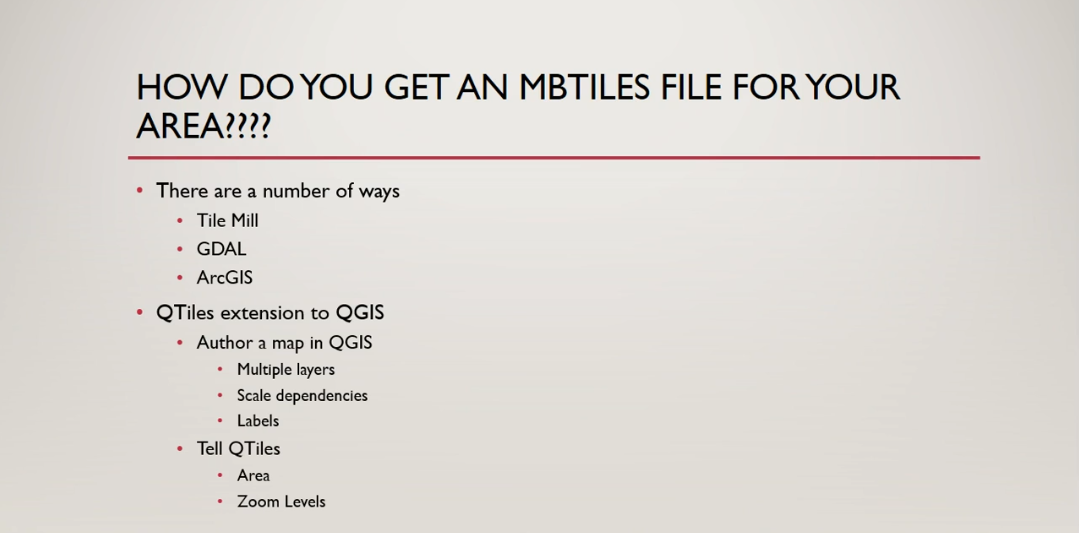 HOW DO YOU GET AN MBTILES FILE FOR YOUR
AREA????
• There are a number of ways
• Tile Mill
• GDAL
• ArcGIS
• QTiles extension to QGIS
• Author a map in QGIS
• Multiple layers
• Scale dependencies
• Labels
• Tell QTiles
• Area
• Zoom Levels